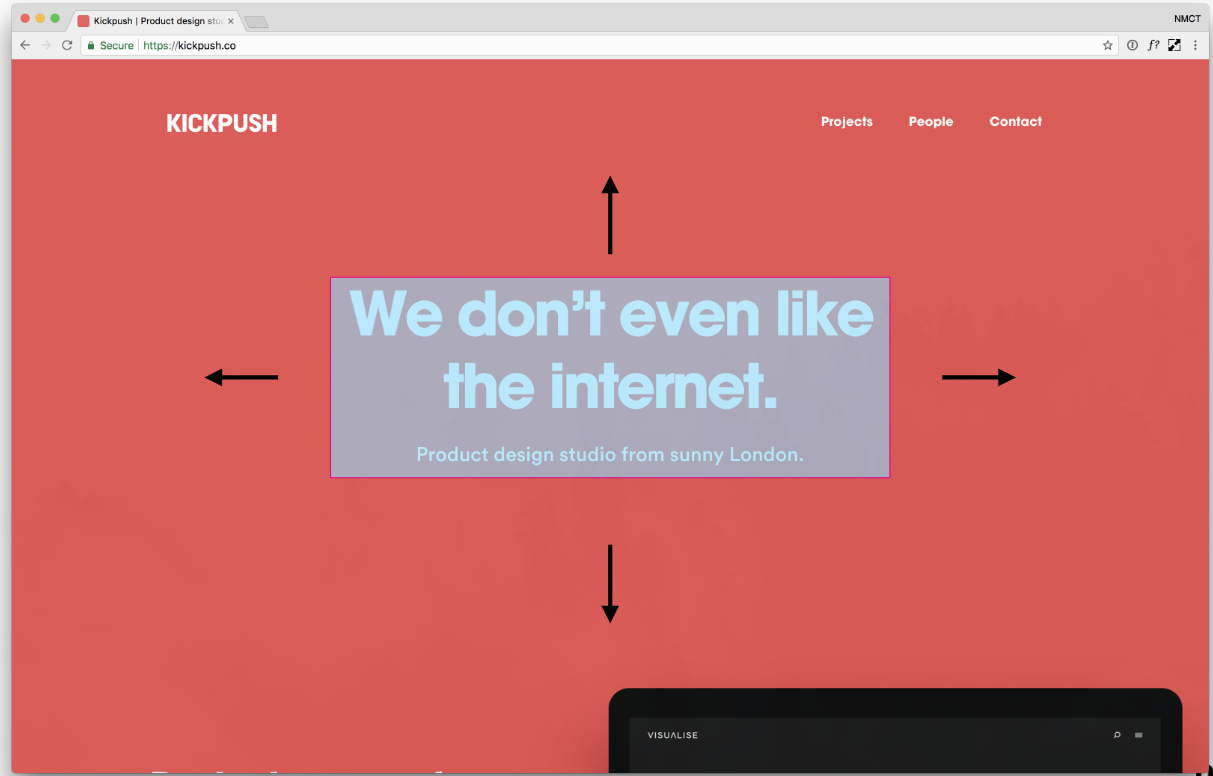 Kickpush | Product design stu
NMCT
Secure
https://kickpush.co
f?
KICKPUSH
Projects
People
Contact
We don't even like
the internet.
Product design studio from sunny London.
VISUALISE